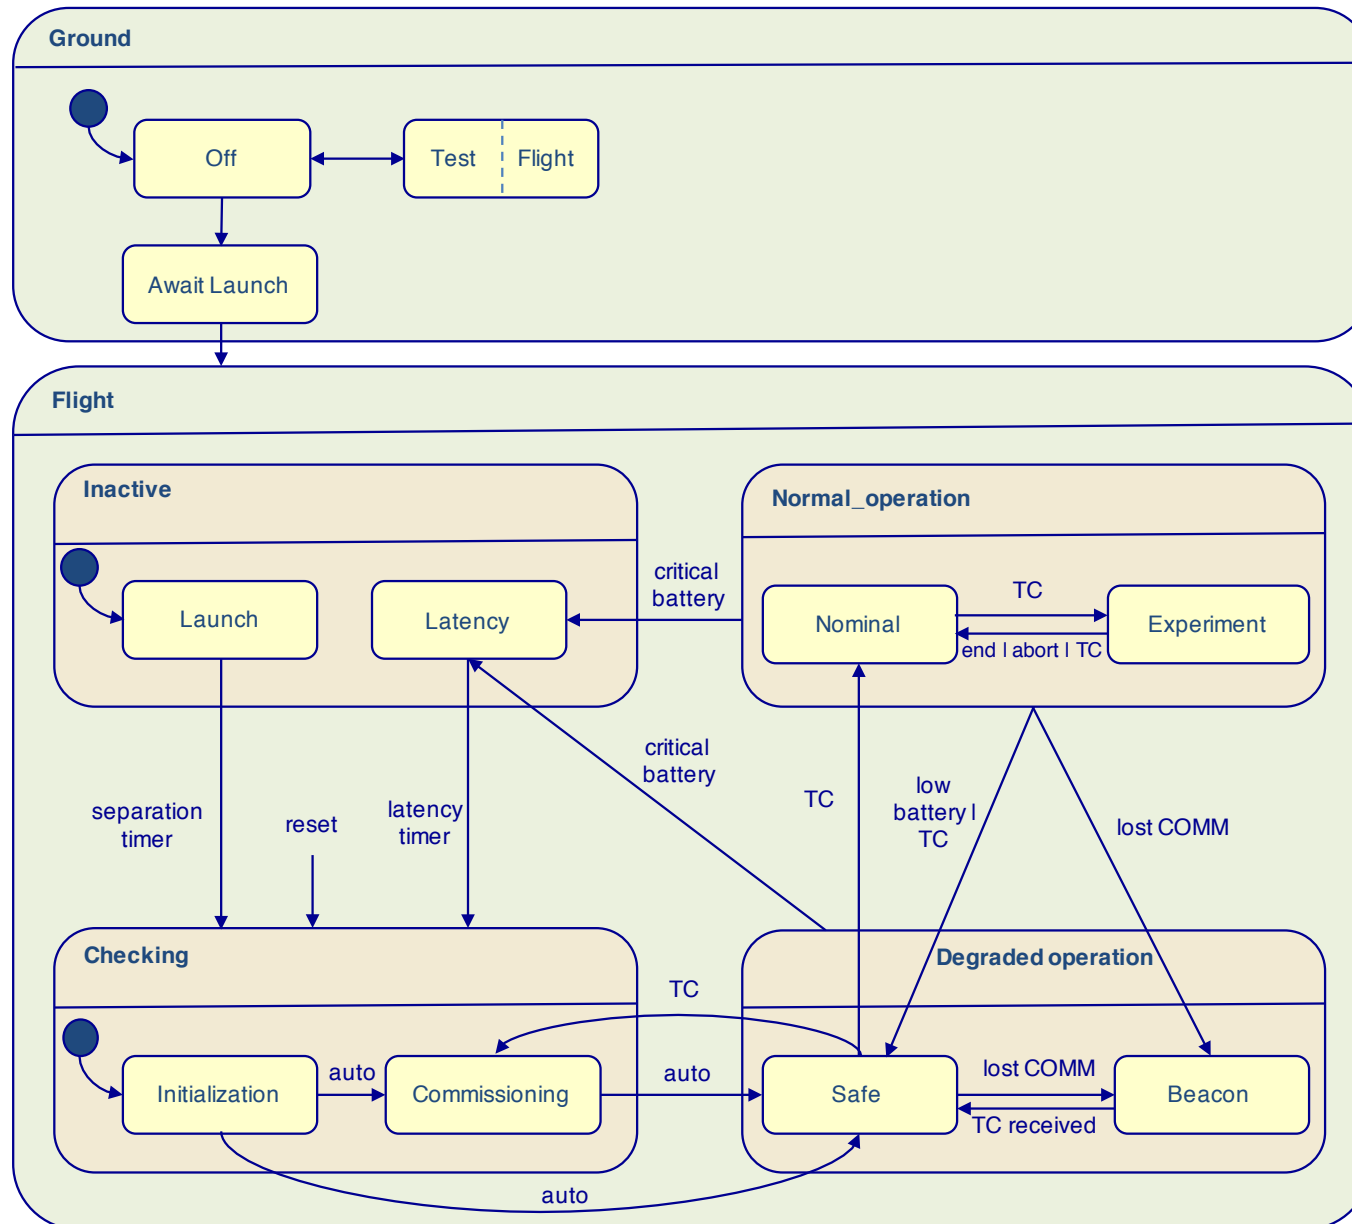 Ground
Off
Test
Flight
Await Launch
Flight
Inactive
Normal_operation
critical
battery
TC
Launch
Latency
Nominal
Experiment
end | abort | TC
critical
battery
separation
timer
reset
latency
timer
TC
low
battery |
TC
lost COMM
Checking
Degraded operation
TC
Initialization
auto
Commissioning
auto
Safe
lost COMM
TC received
Beacon
auto